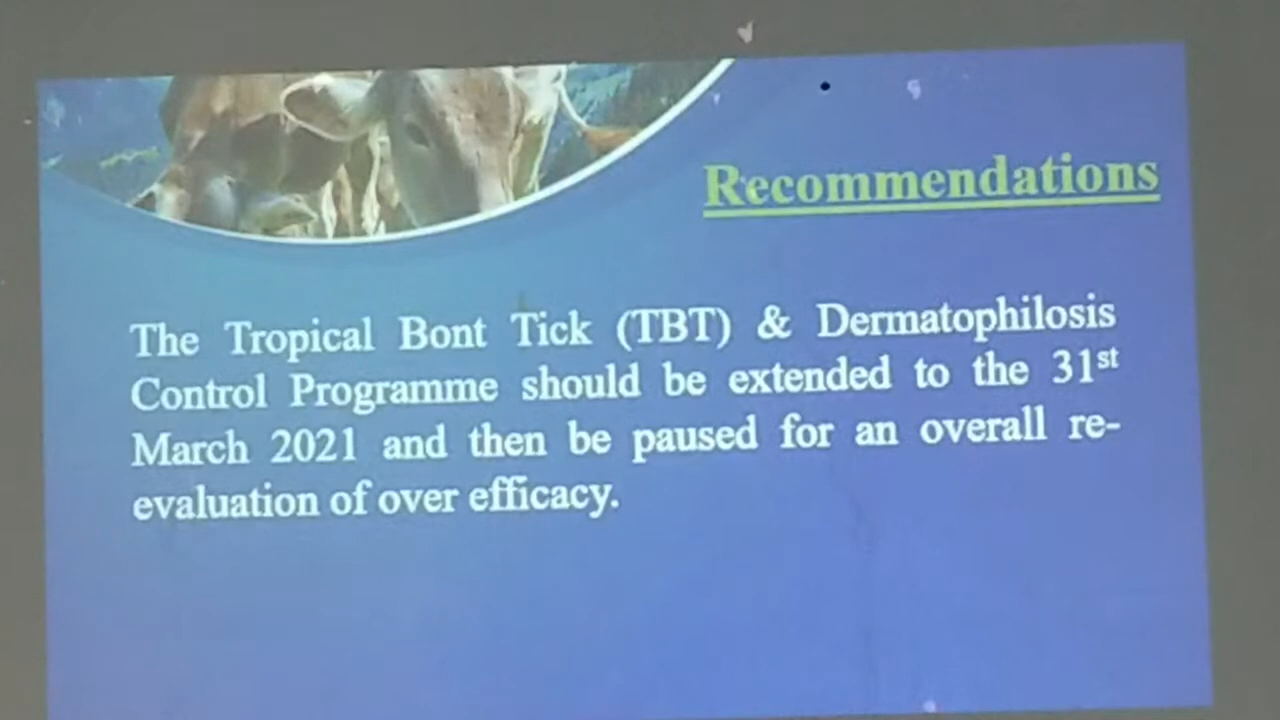 Recommendations
The Tropical Bont Tick (TBT) & Dermatophilosis
Control Programme should be extended to the 31st
March 2021 and then be paused for an overall re-
evaluation of over efficacy.